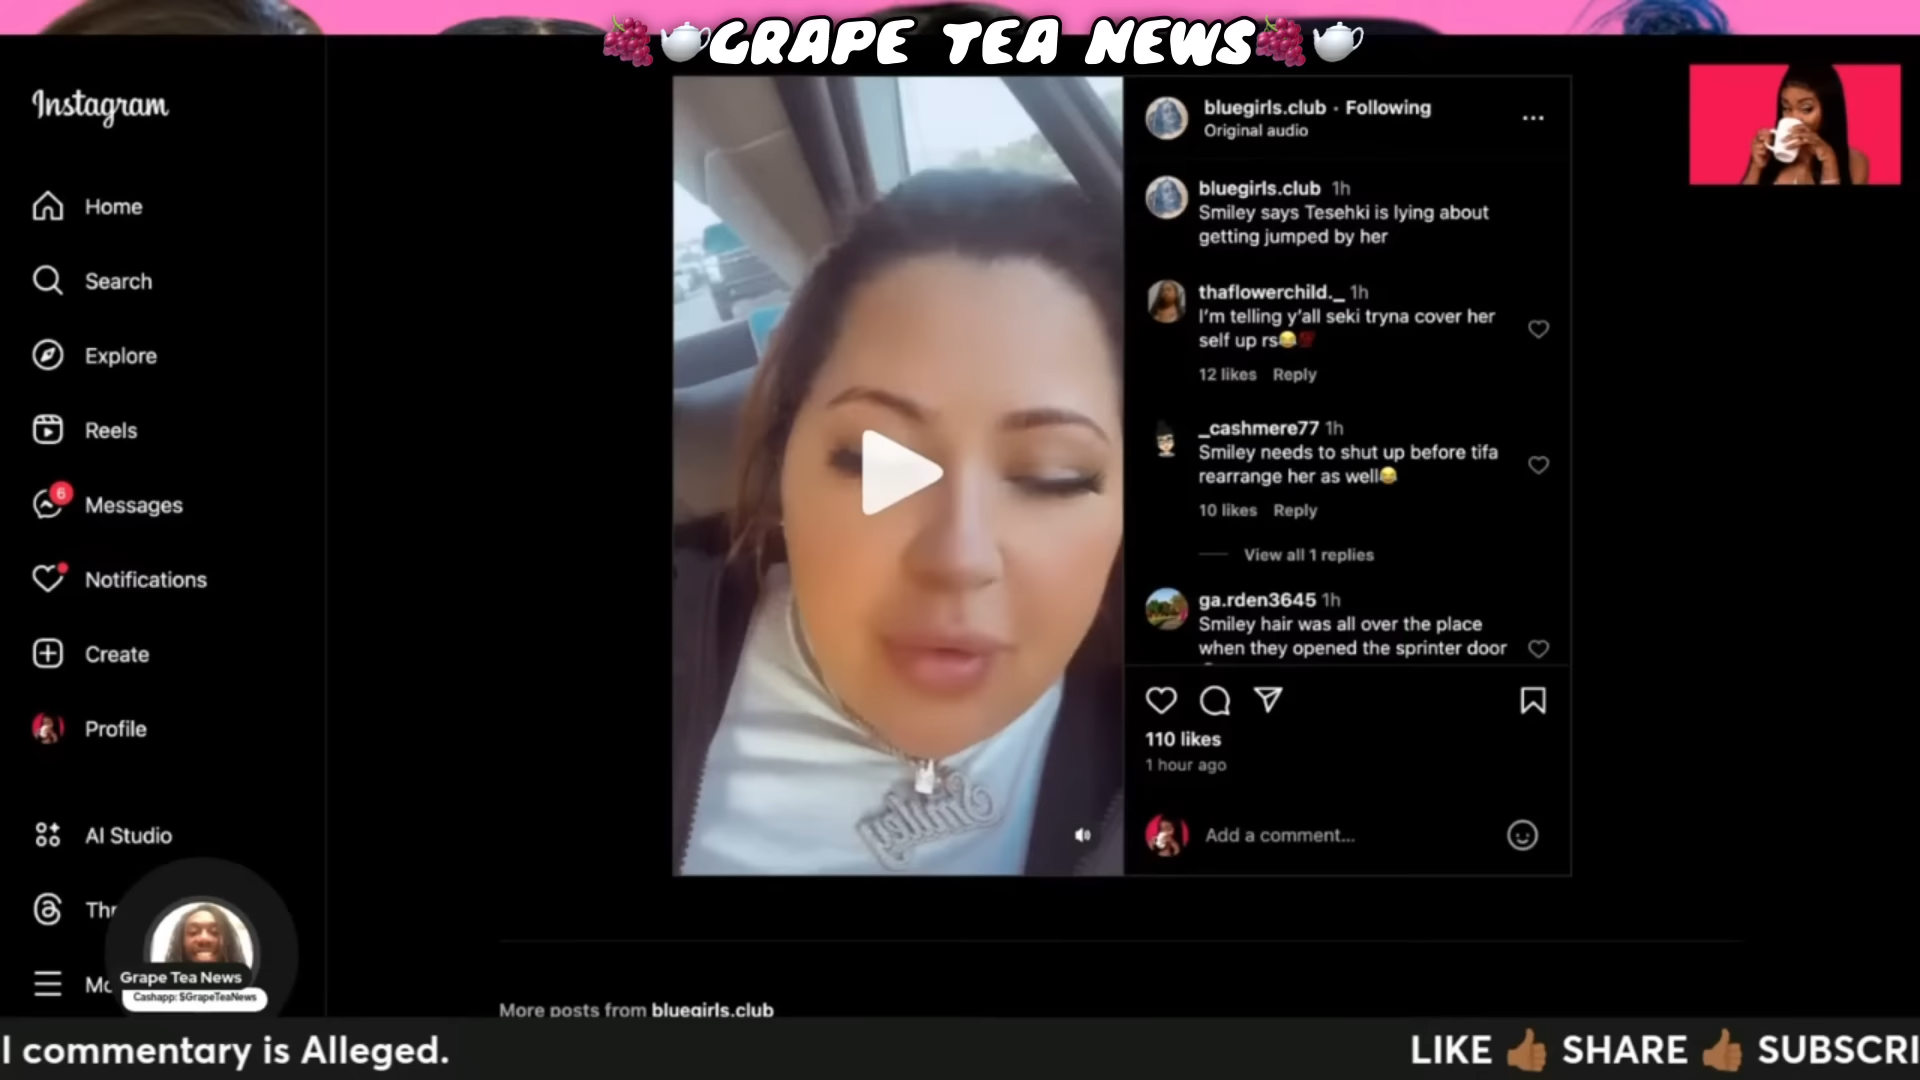 GRAPE TEA NEWS
Instagram
Home
Search
Explore
Reels
6
Messages
Notifications
Create
Profile
AI Studio
Thr
Mo
Grape Tea News
Cashapp: $GrapeTeaNews
Smiley
bluegirls.club • Following
Original audio
bluegirls.club 1h
Smiley says Tesehki is lying about
getting jumped by her
thaflowerchild._ 1h
I'm telling y'all seki tryna cover her
self up rs😂💯
12 likes Reply
_cashmere77 1h
Smiley needs to shut up before tifa
rearrange her as well😂
10 likes Reply
View all 1 replies
ga.rden3645 1h
Smiley hair was all over the place
when they opened the sprinter door
110 likes
1 hour ago
Add a comment...
More posts from bluegirls.club
l commentary is Alleged.
LIKE 👍🏾 SHARE 👍🏾 SUBSCRI